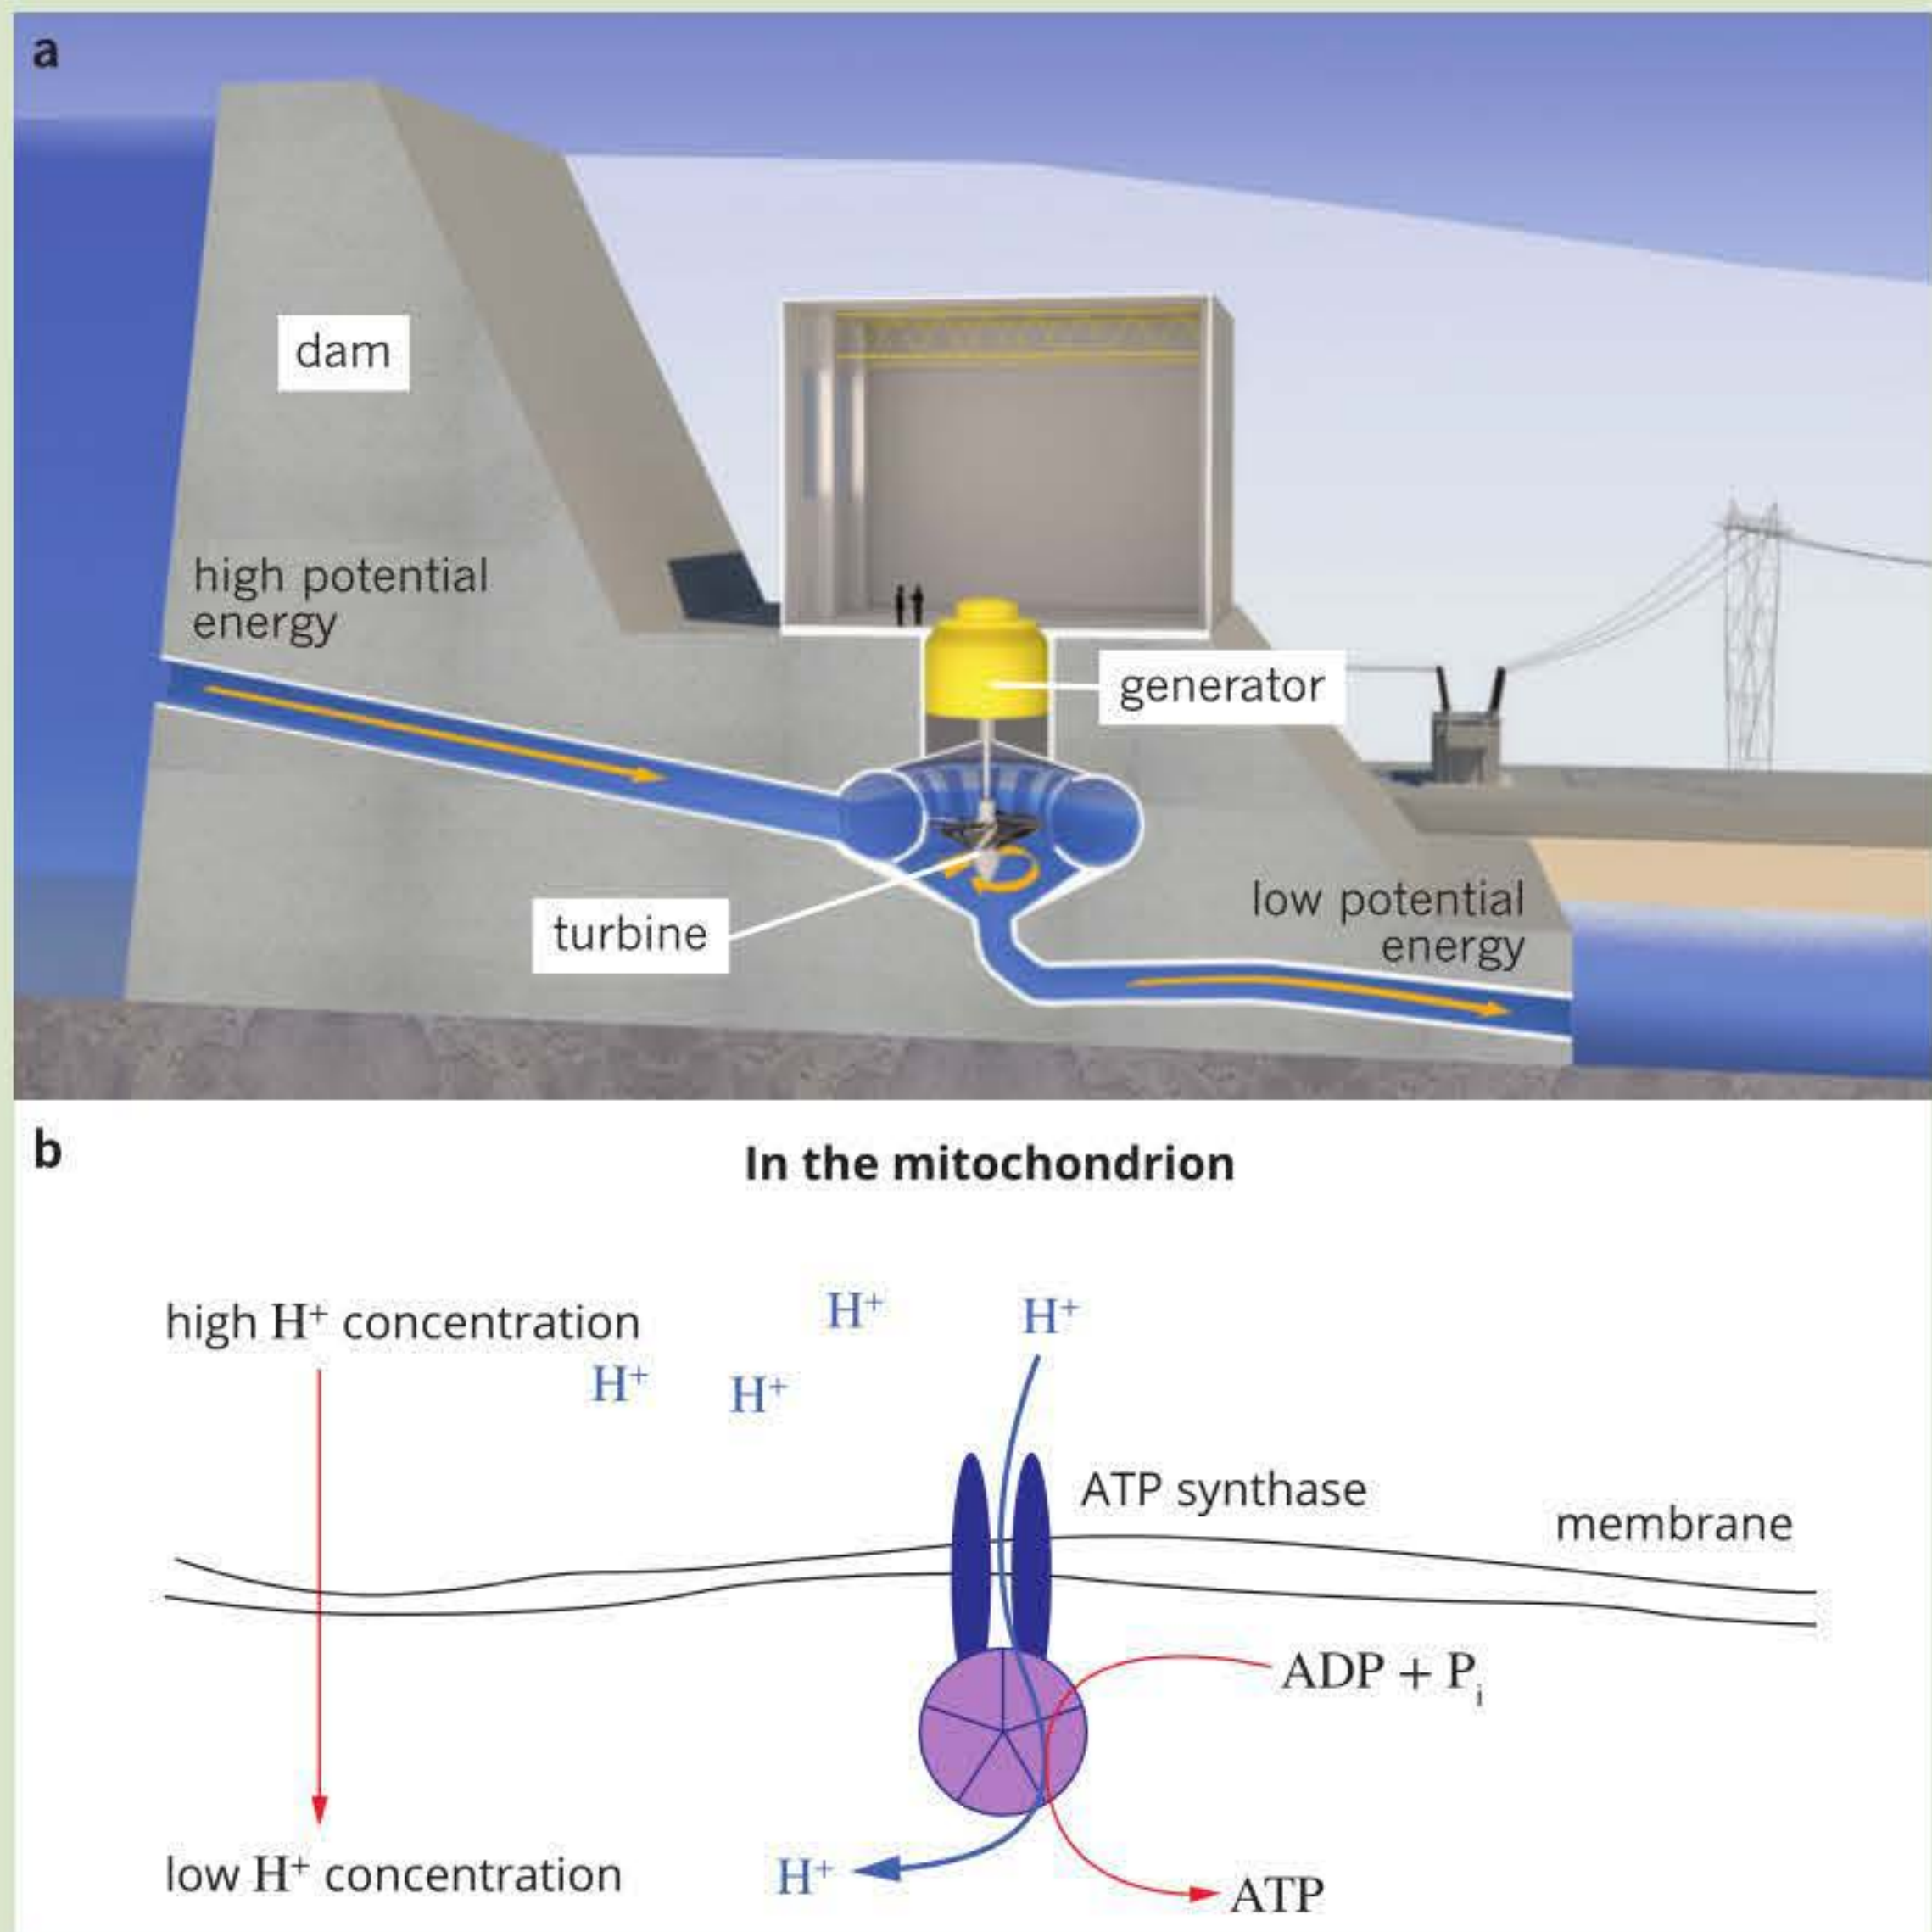 a
dam
high potential
energy
generator
turbine
low potential
energy
b
In the mitochondrion
high H⁺ concentration
H⁺
H⁺
H⁺
H⁺
ATP synthase
membrane
ADP + Pᵢ
low H⁺ concentration
H⁺
ATP